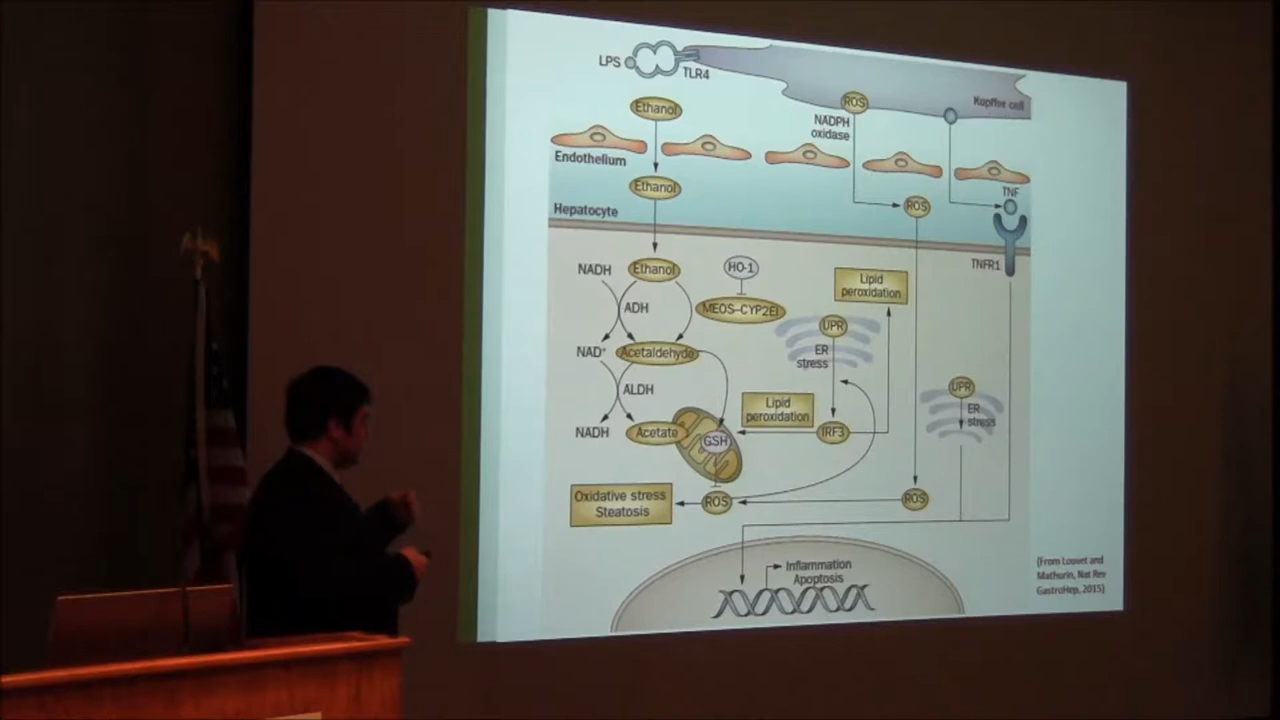 LPS
TLR4
Ethanol
ROS
Kupffer cell
NADPH
oxidase
Endothelium
Ethanol
ROS
TNF
Hepatocyte
TNFR1
NADH
Ethanol
HO-1
Lipid
peroxidation
ADH
MEOS–CYP2EI
UPR
ER
stress
NAD⁺
Acetaldehyde
ALDH
Lipid
peroxidation
UPR
ER
stress
NADH
Acetate
GSH
IRF3
Oxidative stress
Steatosis
ROS
ROS
Inflammation
Apoptosis
(From Louvet and
Mathurin, Nat Rev
GastroHep, 2015)